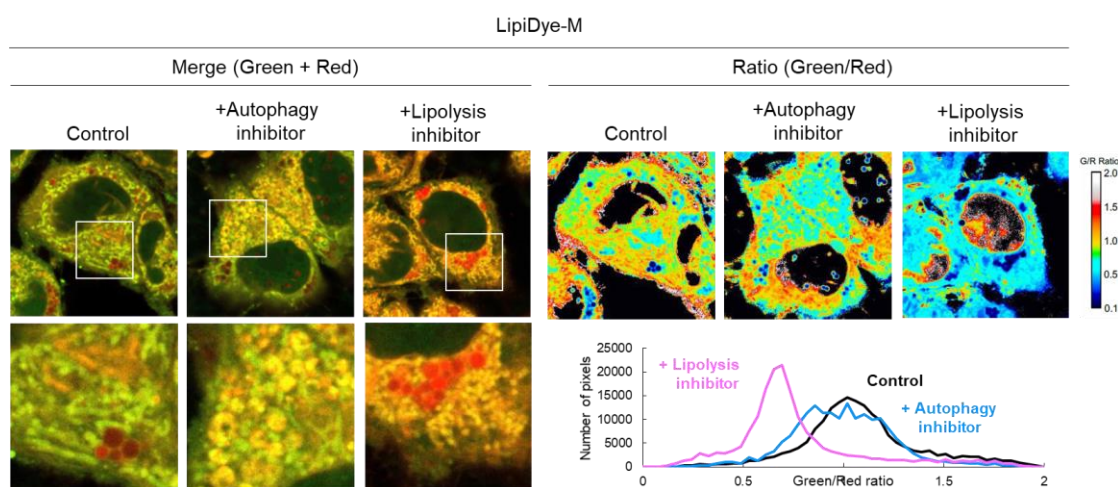 LipiDye-M
Merge (Green + Red)
Ratio (Green/Red)
Control
+Autophagy
inhibitor
+Lipolysis
inhibitor
Control
+Autophagy
inhibitor
+Lipolysis
inhibitor
G/R Ratio
2.0
1.5
1.0
0.5
0.1
Number of pixels
25000
20000
15000
10000
5000
0
+ Lipolysis
inhibitor
Control
+ Autophagy
inhibitor
0
0.5
1
1.5
2
Green/Red ratio